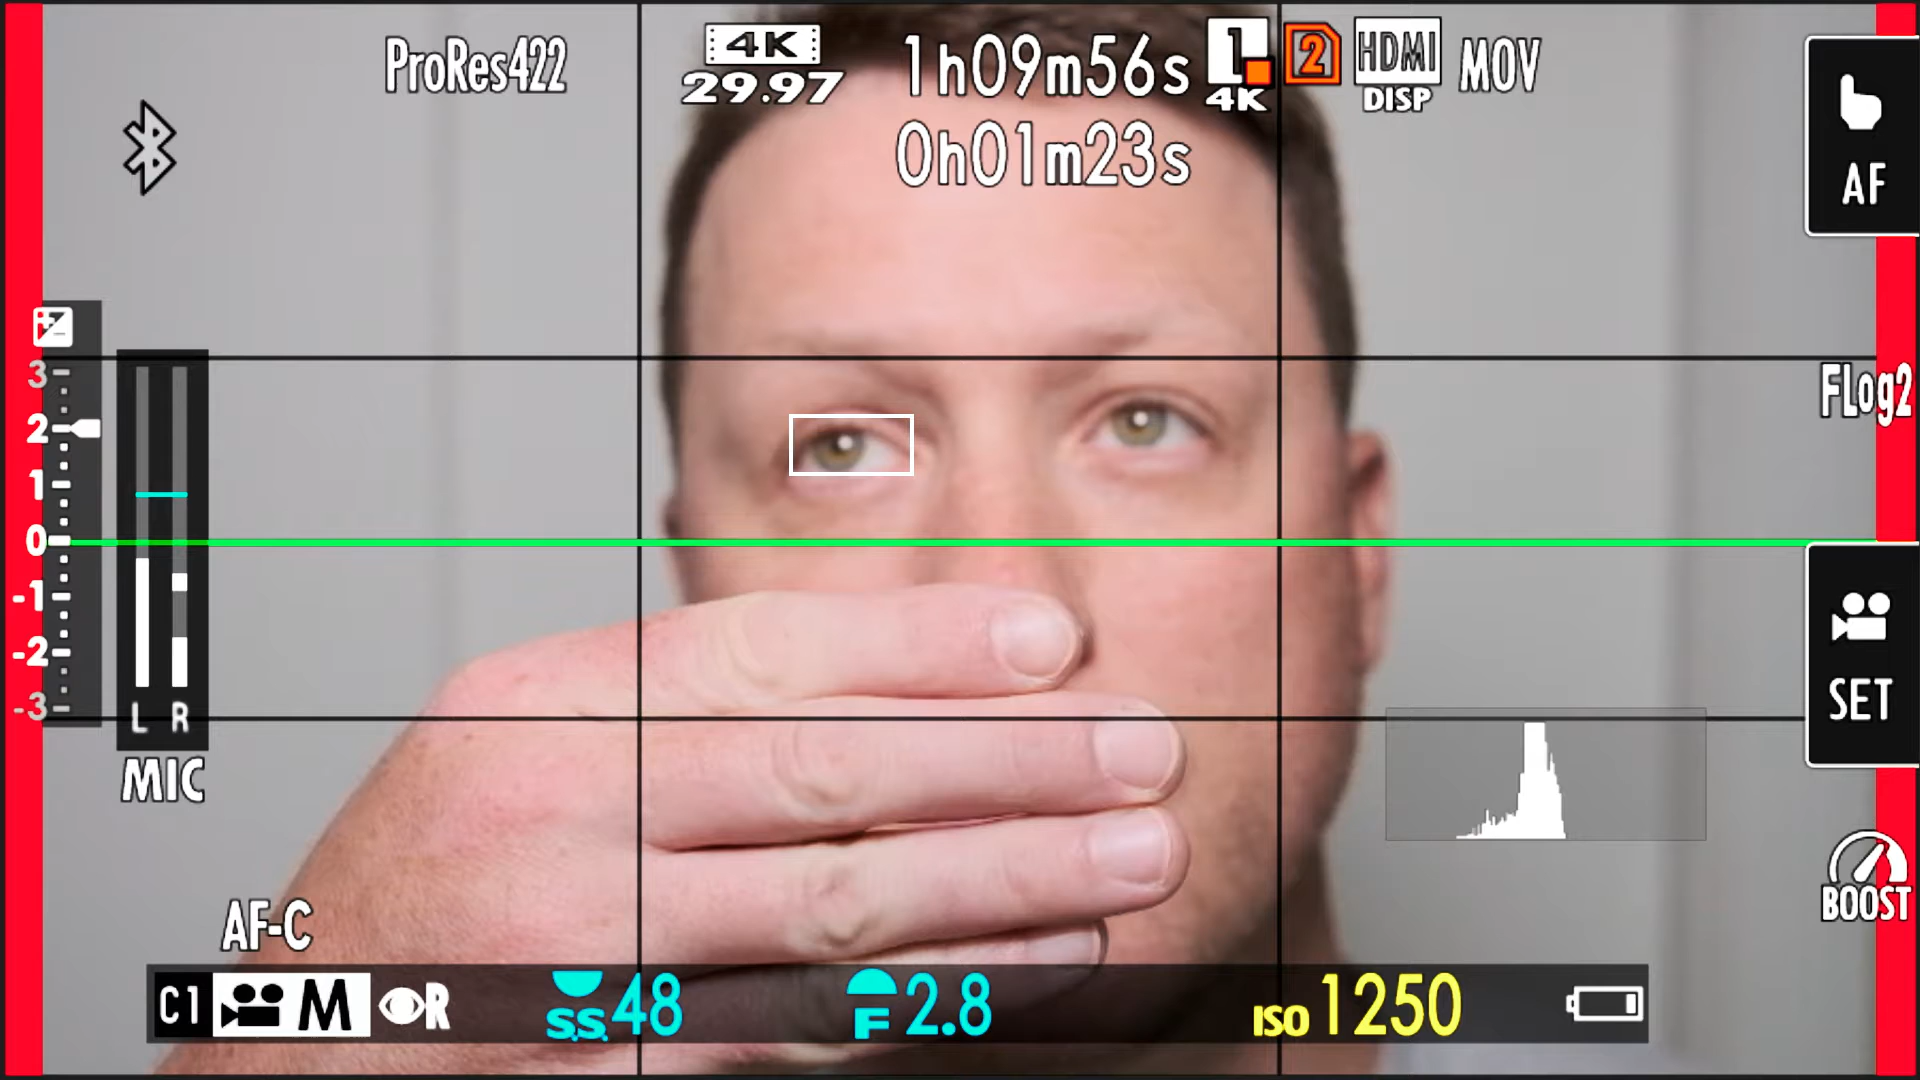 ProRes422
4K
29.97
1h09m56s
0h01m23s
1
4K
2
HDMI
DISP
MOV
AF
3
2
1
0
-1
-2
-3
L R
MIC
FLog2
SET
BOOST
AF-C
C1 M R
S.S. 48
F 2.8
ISO 1250